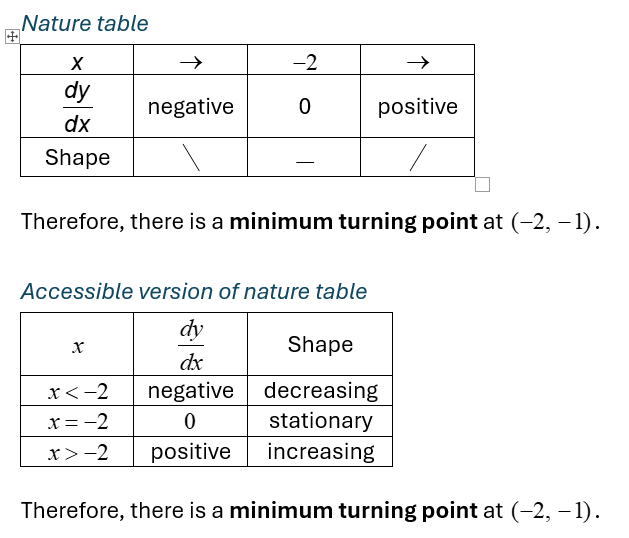 Nature table
x → −2 →
dy/dx negative 0 positive
Shape \ — /
Therefore, there is a minimum turning point at (−2, −1).
Accessible version of nature table
x dy/dx Shape
x < −2 negative decreasing
x = −2 0 stationary
x > −2 positive increasing
Therefore, there is a minimum turning point at (−2, −1).